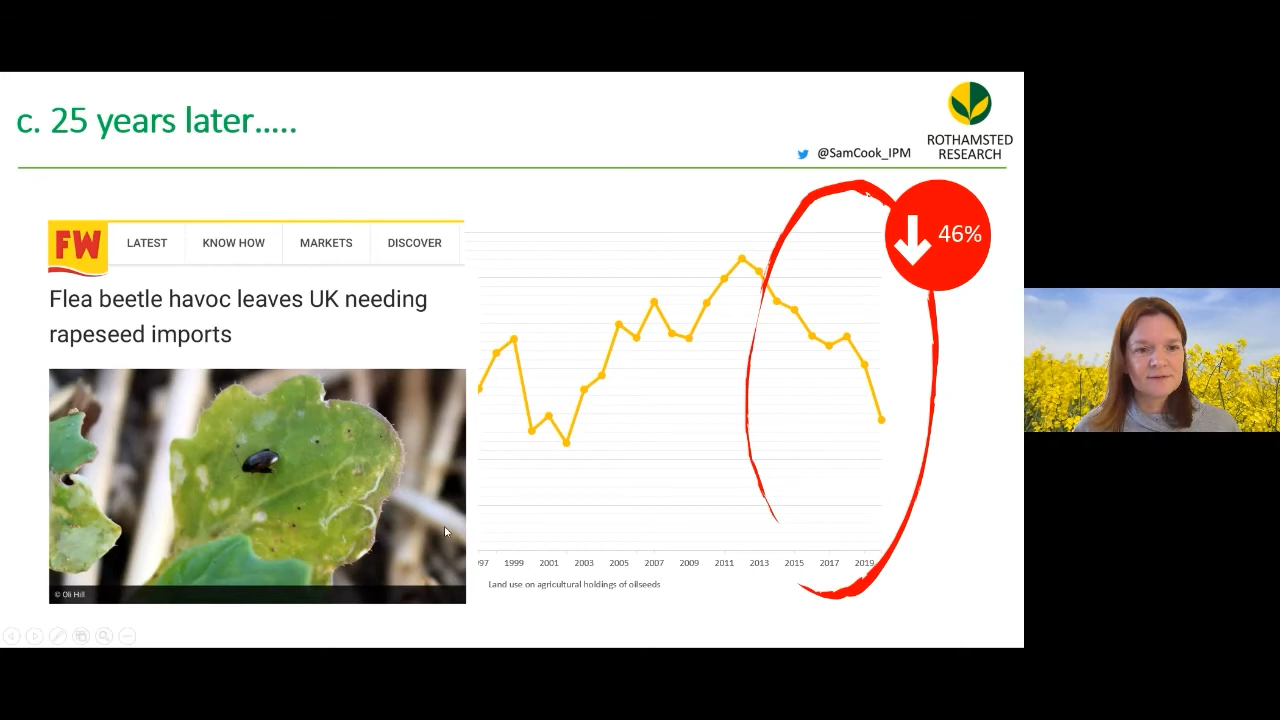 c. 25 years later.....
@SamCook_IPM
ROTHAMSTED
RESEARCH
FW
LATEST
KNOW HOW
MARKETS
DISCOVER
Flea beetle havoc leaves UK needing
rapeseed imports
© Oli Hill
46%
97 1999 2001 2003 2005 2007 2009 2011 2013 2015 2017 2019
Land use on agricultural holdings of oilseeds